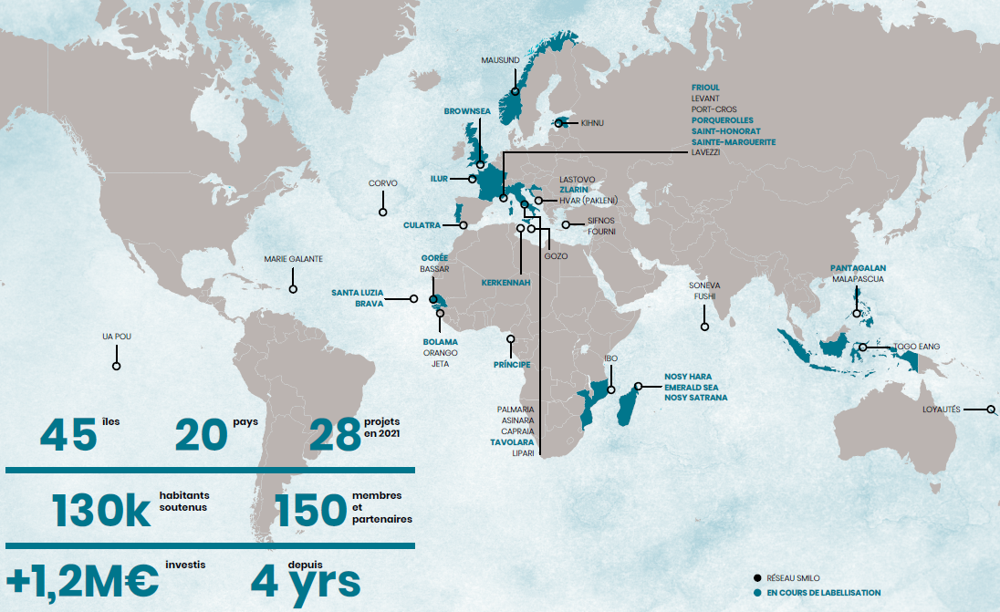 MAUSUND
BROWNSEA
KIHNU
FRIOUL
LEVANT
PORT-CROS
PORQUEROLLES
SAINT-HONORAT
SAINTE-MARGUERITE
LAVEZZI
ILUR
CORVO
LASTOVO
ZLARIN
HVAR (PAKLENI)
CULATRA
SIFNOS
FOURNI
GOZO
MARIE GALANTE
GORÉE
BASSAR
KERKENNAH
SANTA LUZIA
BRAVA
SONEVA
FUSHI
PANTAGALAN
MALAPASCUA
UA POU
BOLAMA
ORANGO
JETA
PRÍNCIPE
IBO
TOGO EANG
NOSY HARA
EMERALD SEA
NOSY SATRANA
PALMARIA
ASINARA
CAPRAIA
TAVOLARA
LIPARI
LOYAUTÉS
45 îles
20 pays
28 projets
en 2021
130k habitants
soutenus
150 membres
et
partenaires
+1,2M€ investis
4 yrs depuis
RÉSEAU SMILO
EN COURS DE LABELLISATION